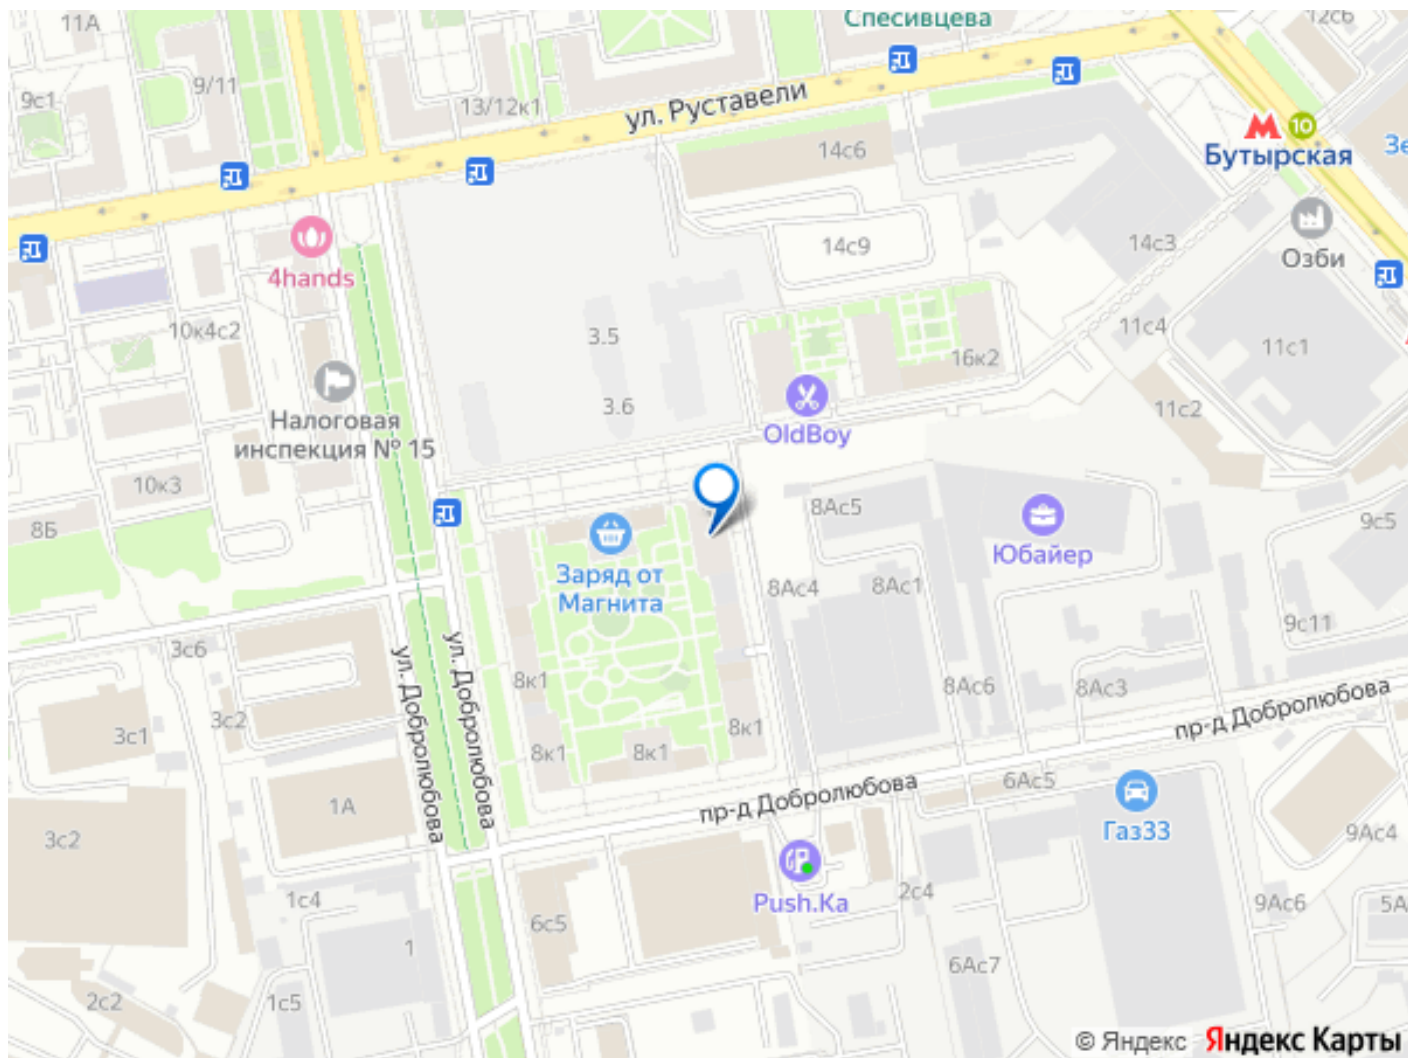 Спесивцева
11А
12с6
9/11
9с1
13/12к1
ул. Руставели
14с6
10
Бутырская
Зе
14с9
14с3
Озби
4hands
10к4с2
3.5
11с4
11с1
16к2
3.6
11с2
OldBoy
Налоговая
инспекция № 15
10к3
8Ас5
8Б
9с5
Юбайер
Заряд от
Магнита
8Ас4
8Ас1
9с11
3с6
ул. Добролюбова
ул. Добролюбова
8к1
8Ас6
8Ас3
пр-д Добролюбова
3с2
3с1
8к1
8к1
8к1
пр-д Добролюбова
6Ас5
1А
Газ33
3с2
9Ас4
Push.Ka
2с4
1с4
9Ас6
5А
6с5
1
6Ас7
2с2
1с5
© Яндекс Яндекс Карты